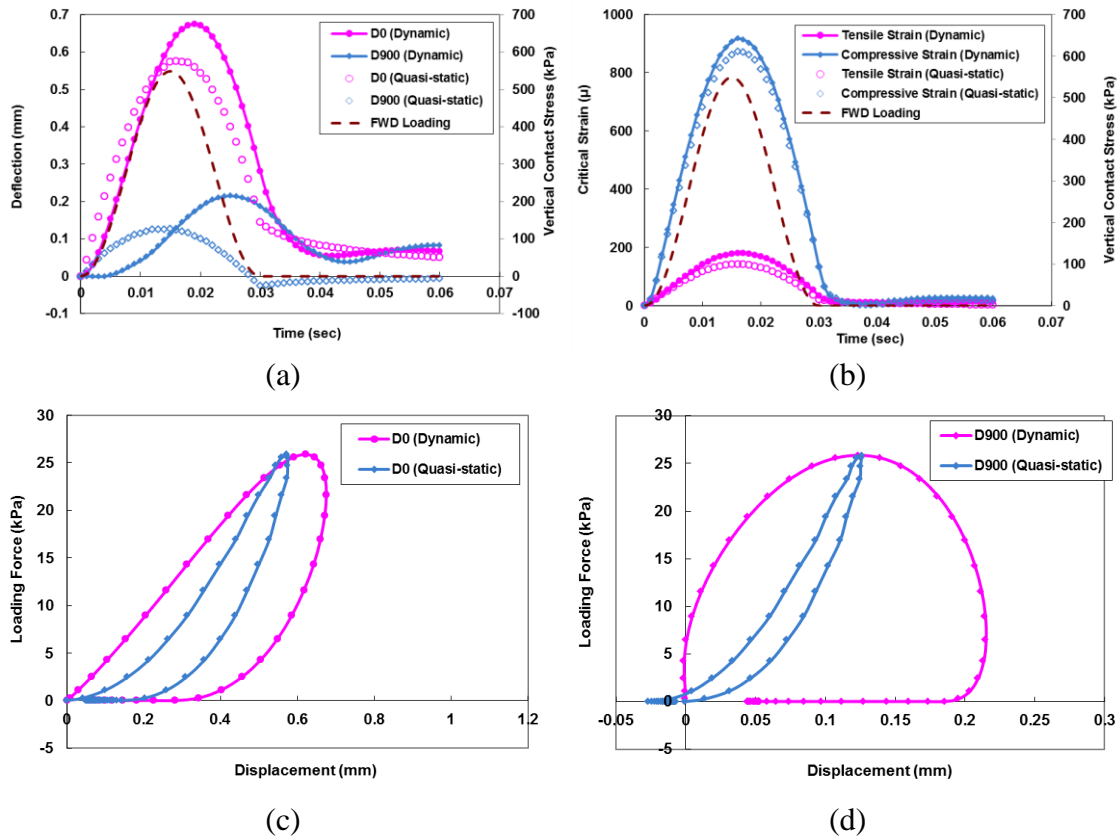 0.7
0.6
0.5
0.4
0.3
0.2
0.1
0
-0.1
Deflection (mm)
0 0.01 0.02 0.03 0.04 0.05 0.06 0.07
Time (sec)
700
600
500
400
300
200
100
0
-100
Vertical Contact Stress (kPa)
D0 (Dynamic)
D900 (Dynamic)
D0 (Quasi-static)
D900 (Quasi-static)
FWD Loading
(a)
1000
800
600
400
200
0
Critical Strain (μ)
0 0.01 0.02 0.03 0.04 0.05 0.06 0.07
Time (sec)
700
600
500
400
300
200
100
0
Vertical Contact Stress (kPa)
Tensile Strain (Dynamic)
Compressive Strain (Dynamic)
Tensile Strain (Quasi-static)
Compressive Strain (Quasi-static)
FWD Loading
(b)
30
25
20
15
10
5
0
-5
Loading Force (kPa)
0 0.2 0.4 0.6 0.8 1 1.2
Displacement (mm)
D0 (Dynamic)
D0 (Quasi-static)
(c)
30
25
20
15
10
5
0
-5
Loading Force (kPa)
-0.05 0 0.05 0.1 0.15 0.2 0.25 0.3
Displacement (mm)
D900 (Dynamic)
D900 (Quasi-static)
(d)